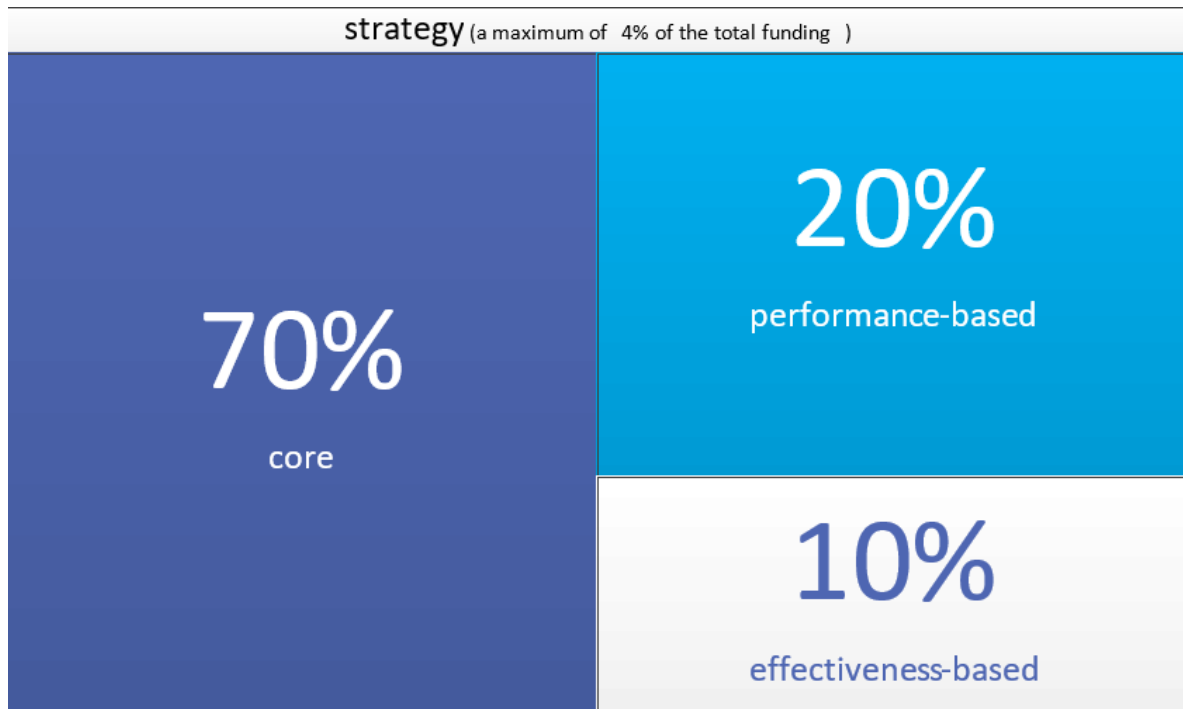 strategy (a maximum of 4% of the total funding )
70%
core
20%
performance-based
10%
effectiveness-based